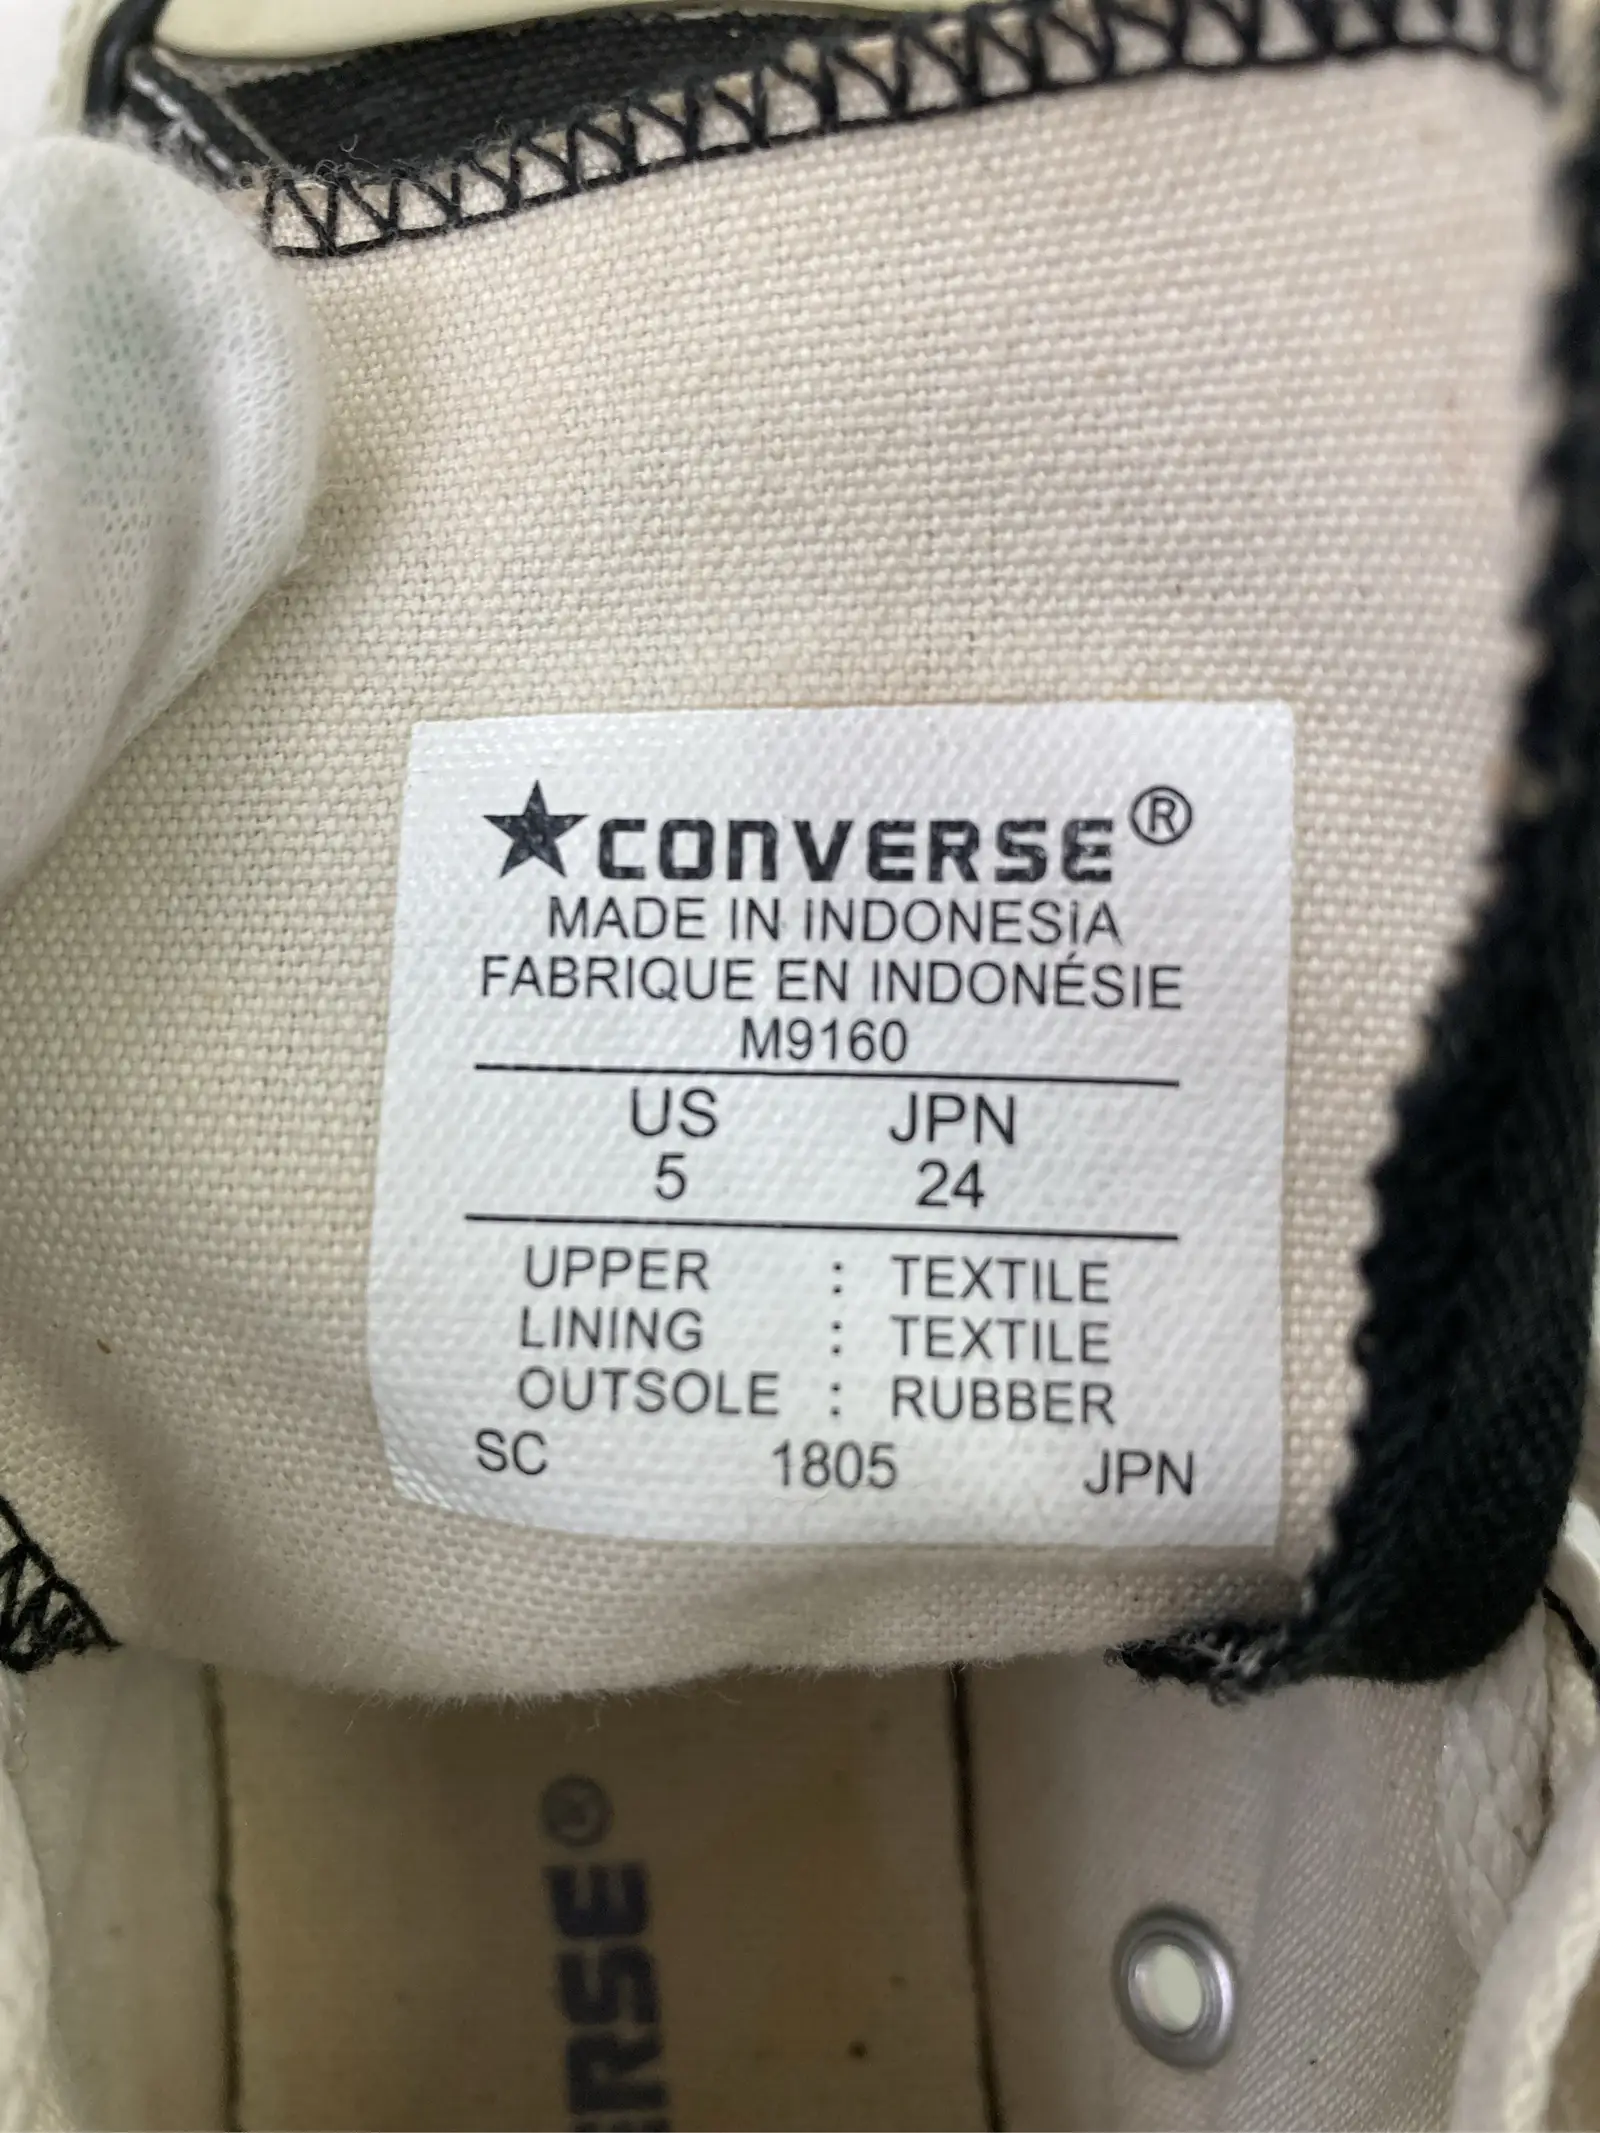 ★CONVERSE®
MADE IN INDONESIA
FABRIQUE EN INDONÉSIE
M9160
US JPN
5 24
UPPER : TEXTILE
LINING : TEXTILE
OUTSOLE : RUBBER
SC 1805 JPN
ERSE®